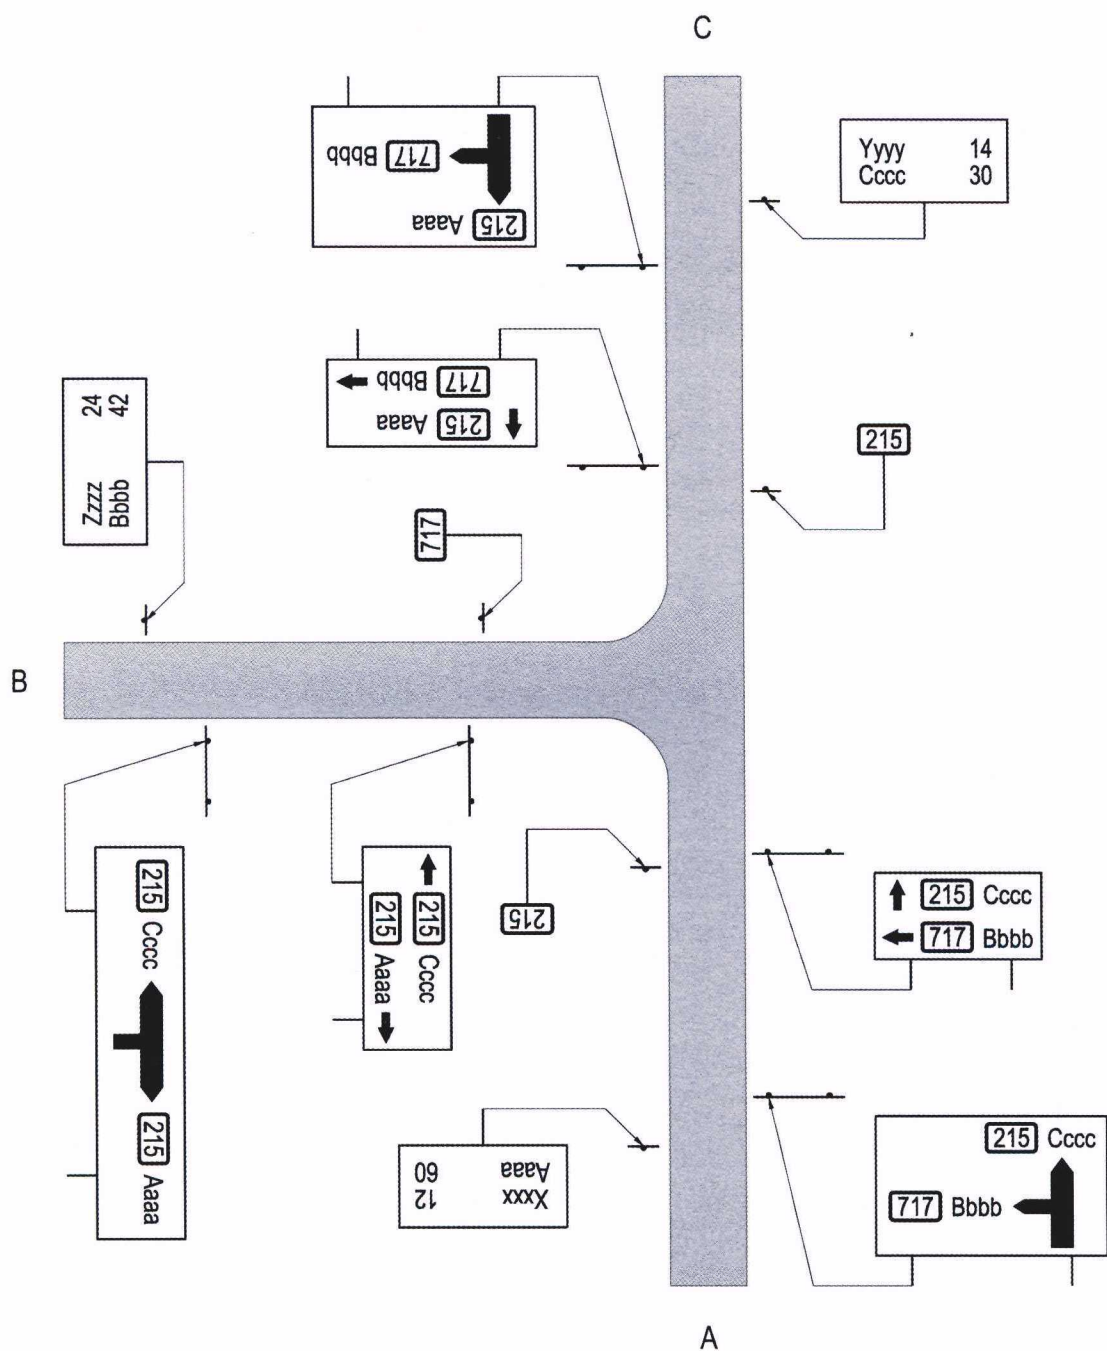 C
717 Bbbb
215 Aaaa
Yyyy 14
Cccc 30
717 Bbbb
215 Aaaa
Zzzz 24
Bbbb 42
215
717
B
215 Cccc
215 Aaaa
215 Cccc
215 Aaaa
215
215 Cccc
717 Bbbb
Xxxx 12
Aaaa 60
215 Cccc
717 Bbbb
A